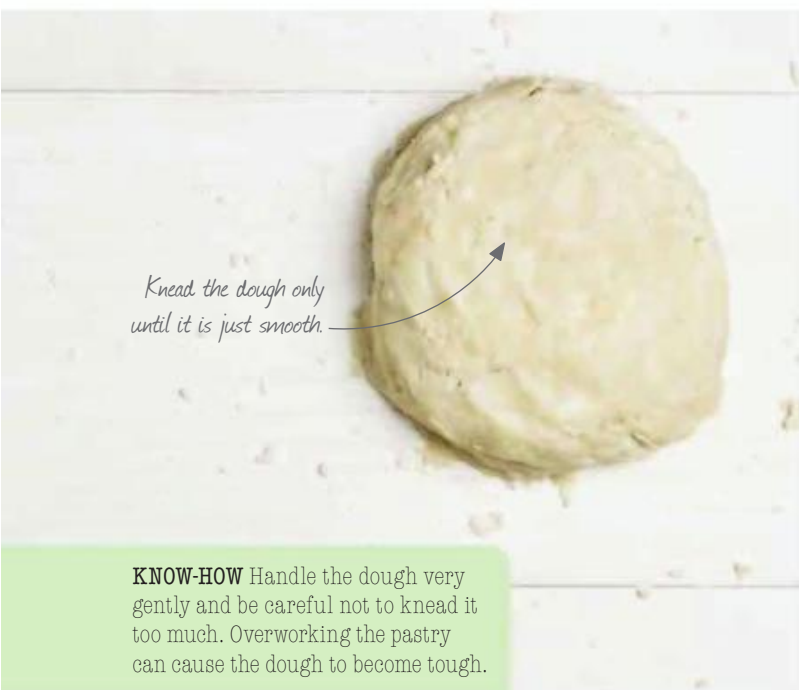 Knead the dough only
until it is just smooth.
KNOW-HOW Handle the dough very
gently and be careful not to knead it
too much. Overworking the pastry
can cause the dough to become tough.